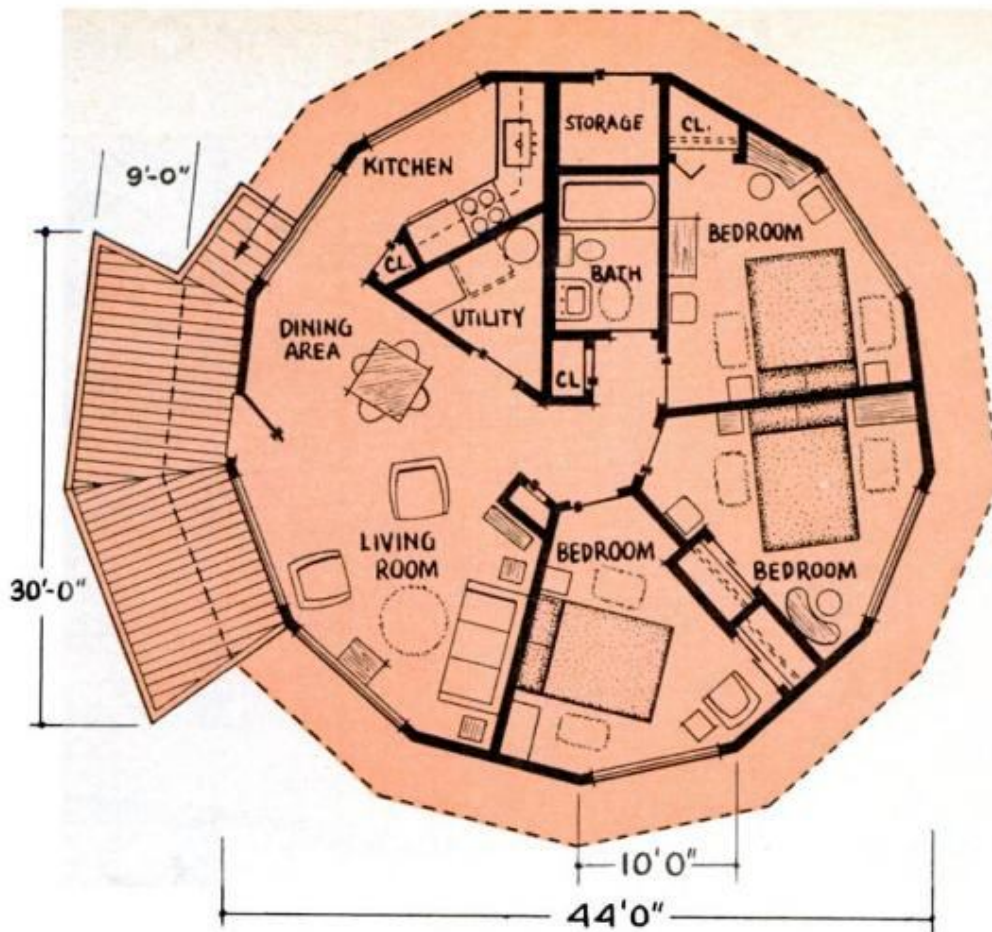 STORAGE
CL.
KITCHEN
9'-0"
BEDROOM
CL
BATH
UTILITY
DINING
AREA
CL
LIVING
ROOM
BEDROOM
BEDROOM
30'-0"
10'0"
44'0"